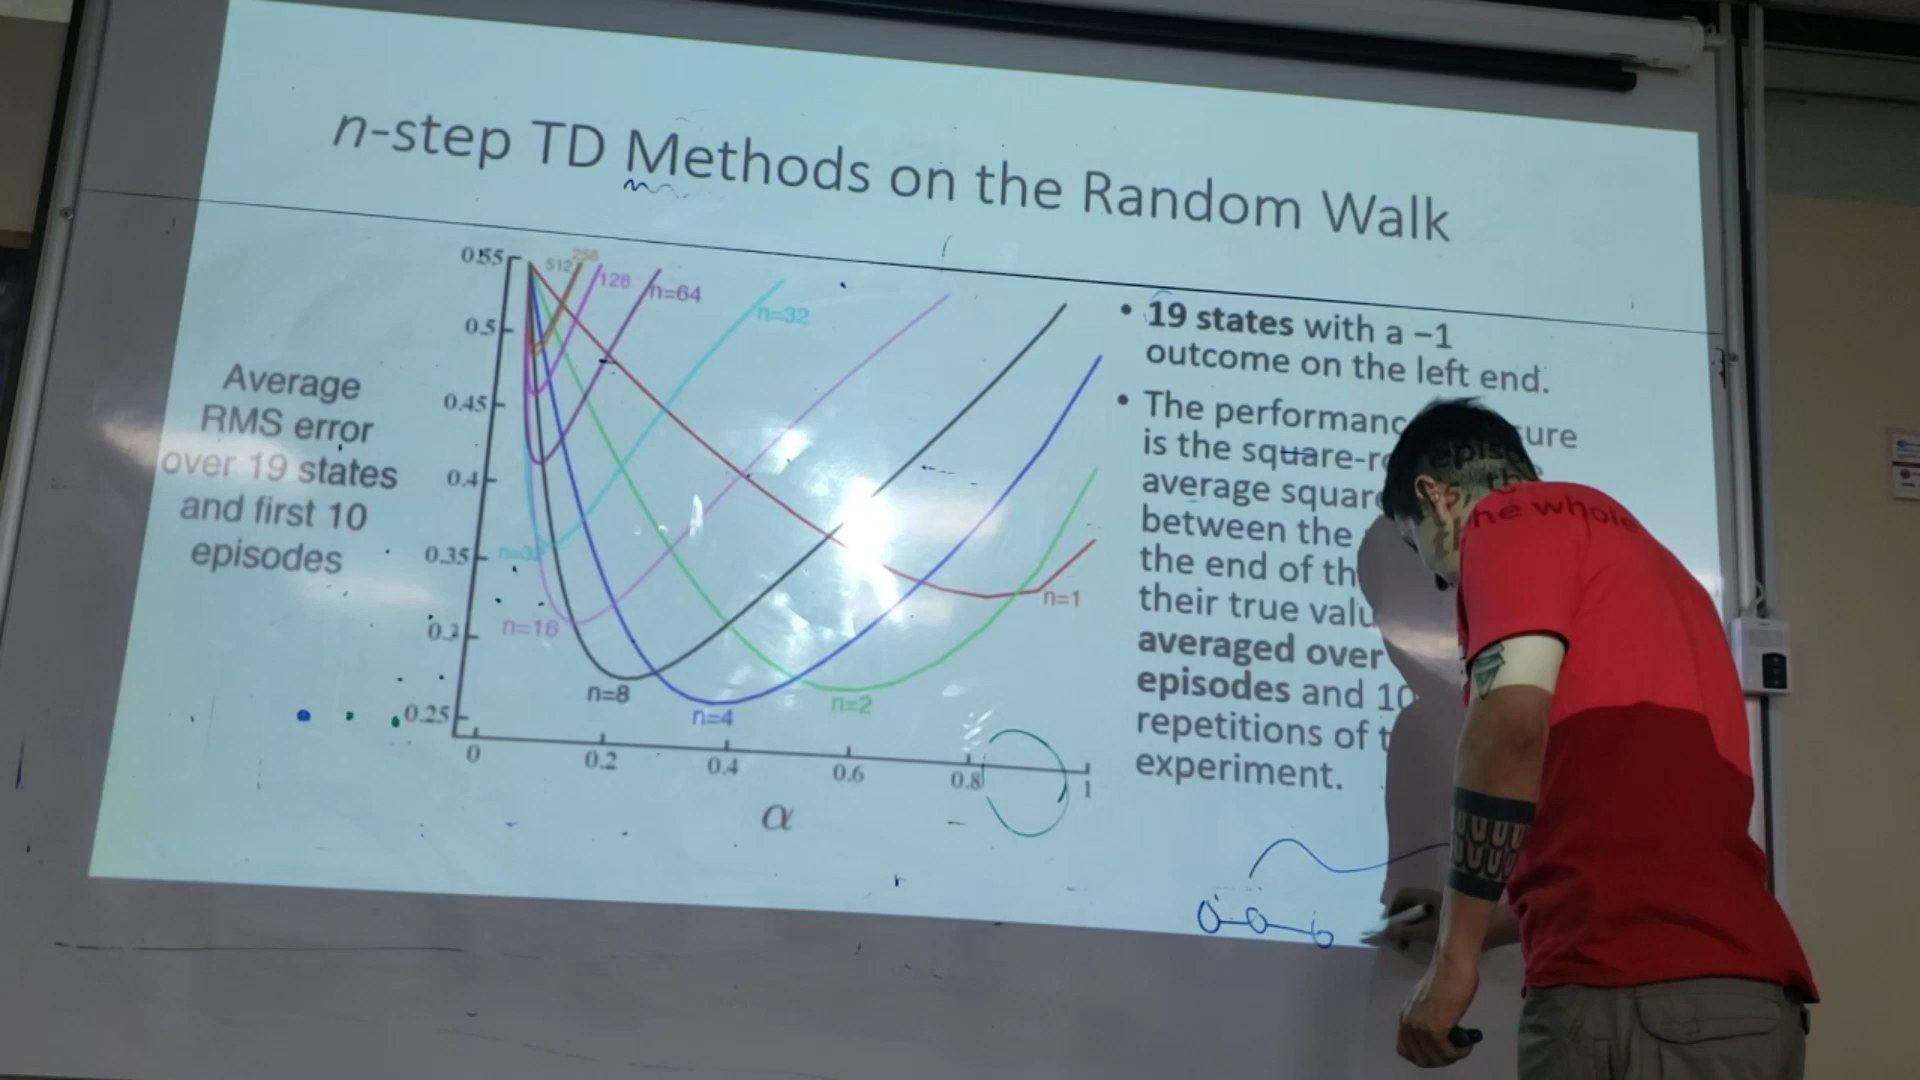 n-step TD Methods on the Random Walk
Average
RMS error
over 19 states
and first 10
episodes
0.55
0.5
0.45
0.4
0.35
0.3
0.25
0
0.2
0.4
0.6
0.8
1
α
512
256
128
n=64
n=32
n=32
n=16
n=8
n=4
n=2
n=1
• 19 states with a −1
outcome on the left end.
• The performanc sure
is the square-r epis
average squar
between the
the end of th
their true valu
averaged over
episodes and 10
repetitions of t
experiment.
the whole